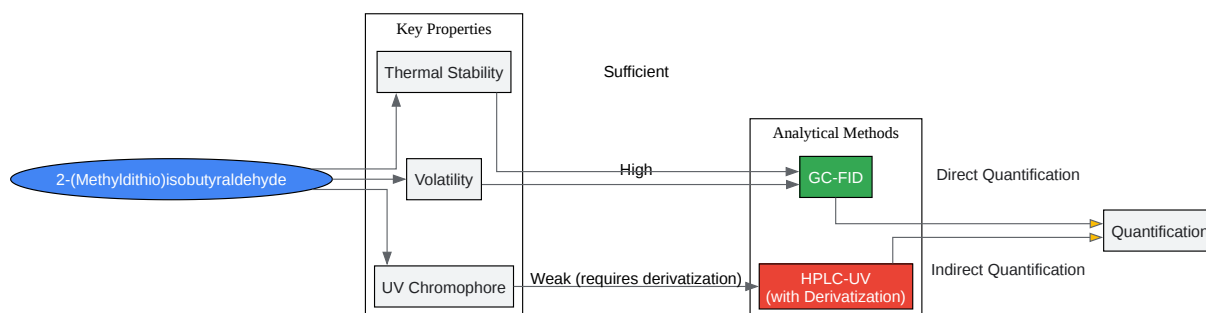 Key Properties
Thermal Stability
Sufficient
Analytical Methods
2-(Methyldithio)isobutyraldehyde
Volatility
High
GC-FID
Direct Quantification
Quantification
UV Chromophore
Weak (requires derivatization)
HPLC-UV
(with Derivatization)
Indirect Quantification